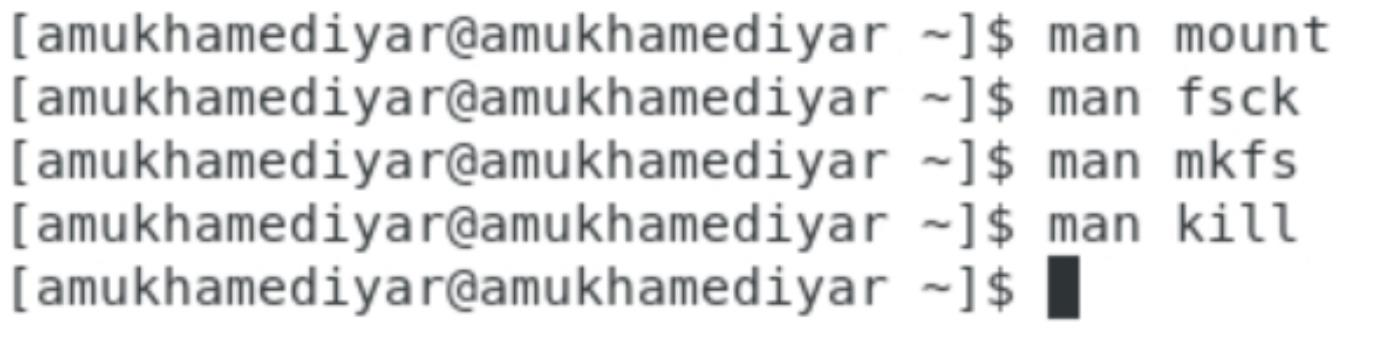 [amukhamediyar@amukhamediyar ~]$ man mount
[amukhamediyar@amukhamediyar ~]$ man fsck
[amukhamediyar@amukhamediyar ~]$ man mkfs
[amukhamediyar@amukhamediyar ~]$ man kill
[amukhamediyar@amukhamediyar ~]$